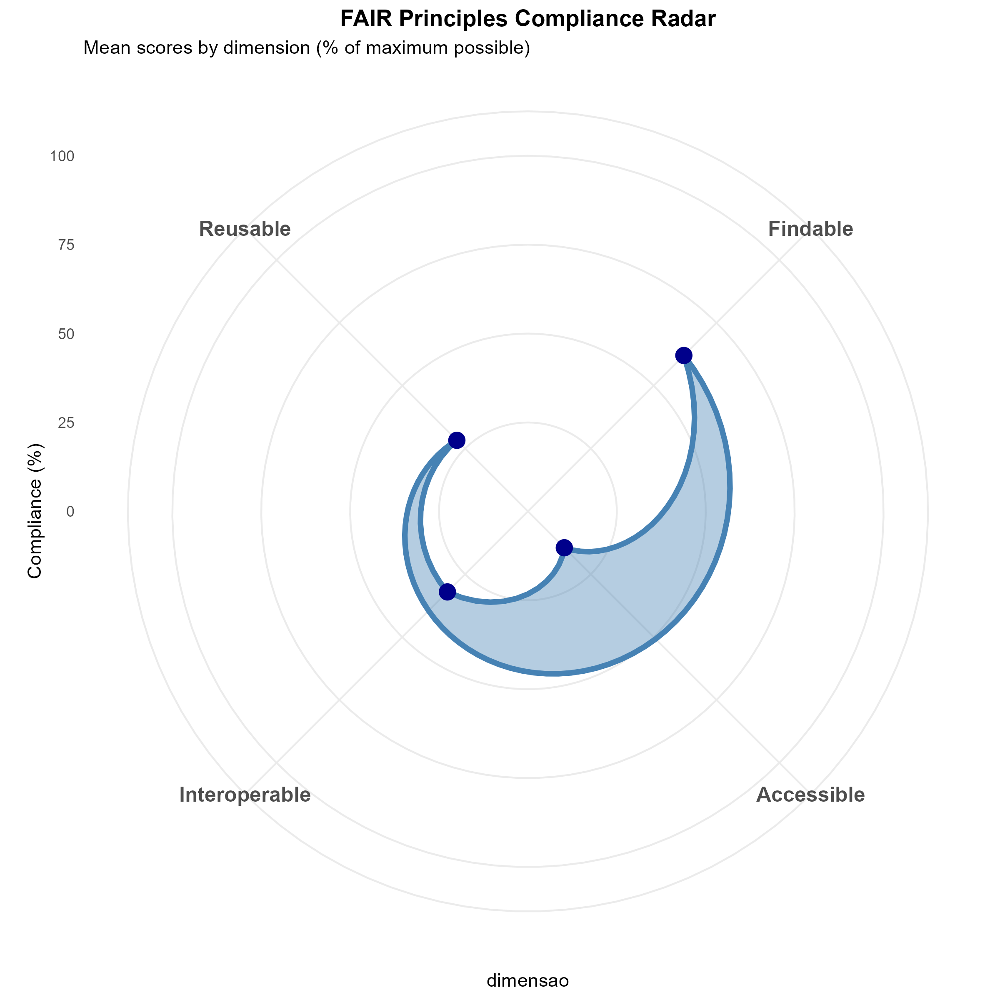 FAIR Principles Compliance Radar
Mean scores by dimension (% of maximum possible)
100
Reusable
Findable
75
50
25
Compliance (%)
0
Interoperable
Accessible
dimensao